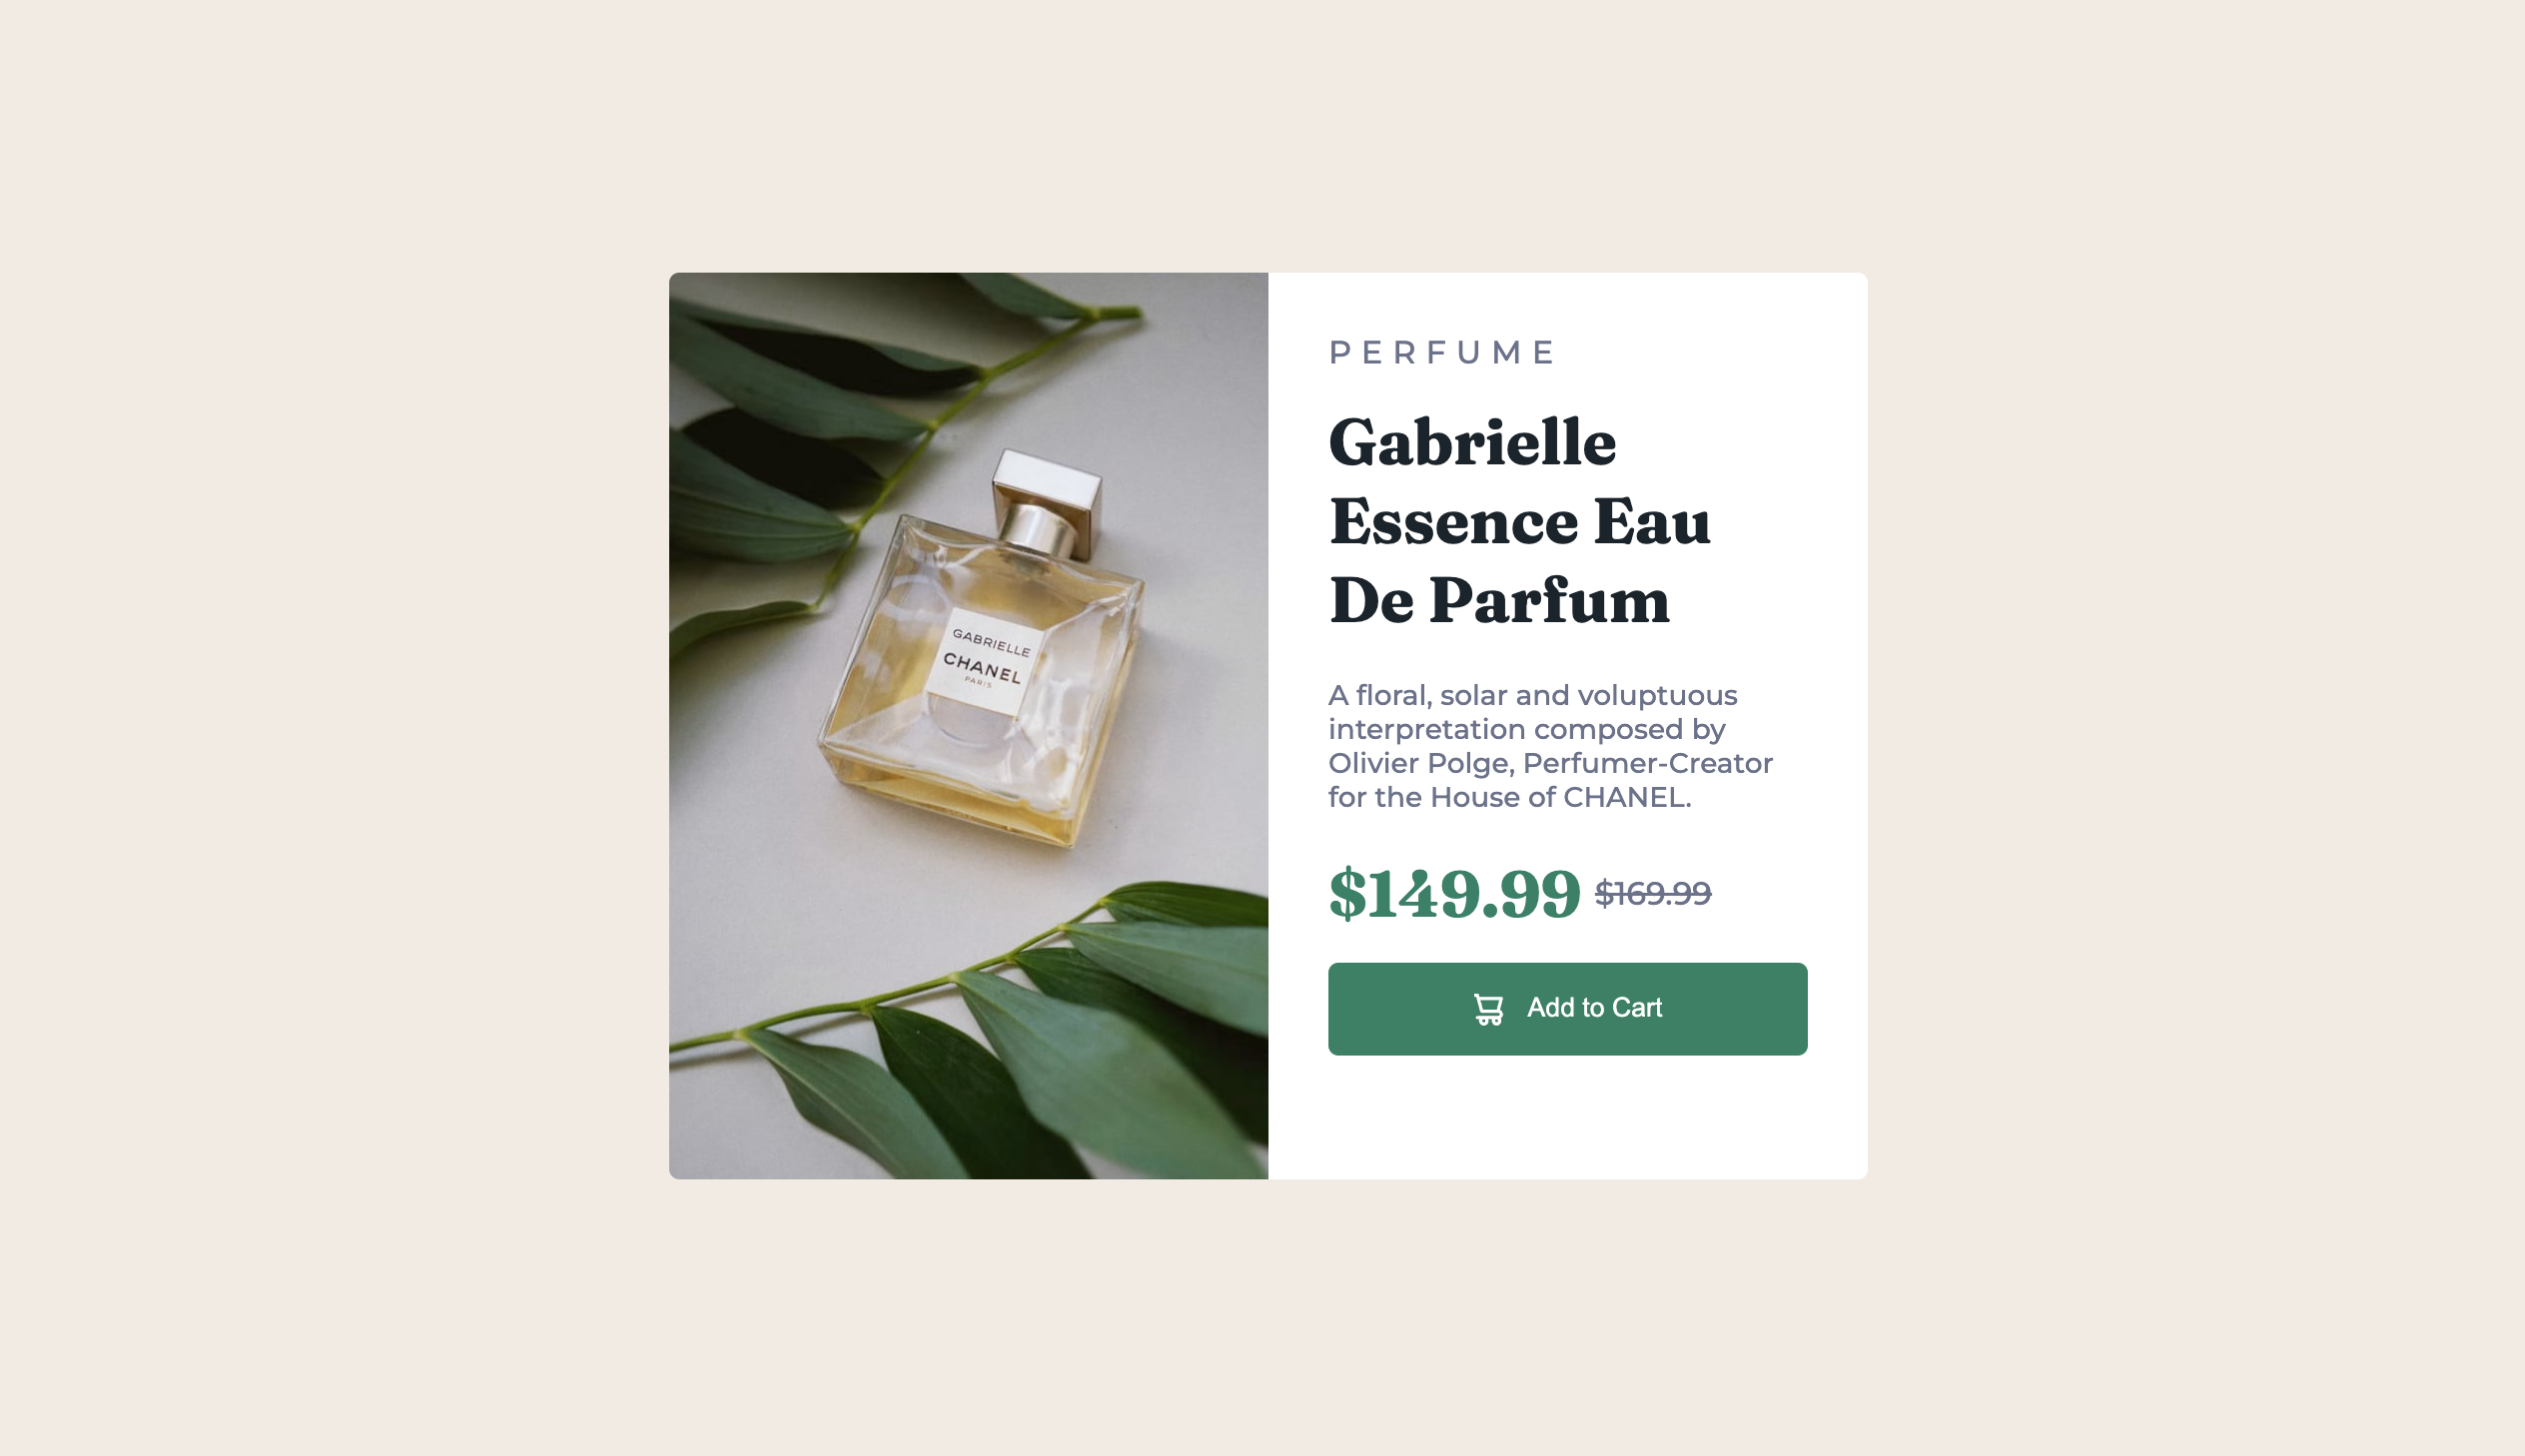 GABRIELLE
CHANEL
PARIS
PERFUME
Gabrielle
Essence Eau
De Parfum
A floral, solar and voluptuous
interpretation composed by
Olivier Polge, Perfumer-Creator
for the House of CHANEL.
$149.99 $169.99
Add to Cart